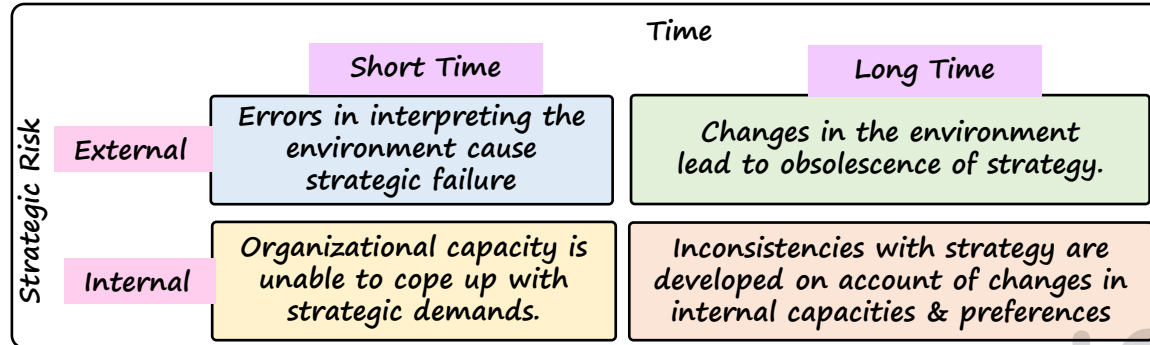 Time
Short Time
Long Time
Strategic Risk
External
Errors in interpreting the
environment cause
strategic failure
Changes in the environment
lead to obsolescence of strategy.
Internal
Organizational capacity is
unable to cope up with
strategic demands.
Inconsistencies with strategy are
developed on account of changes in
internal capacities & preferences